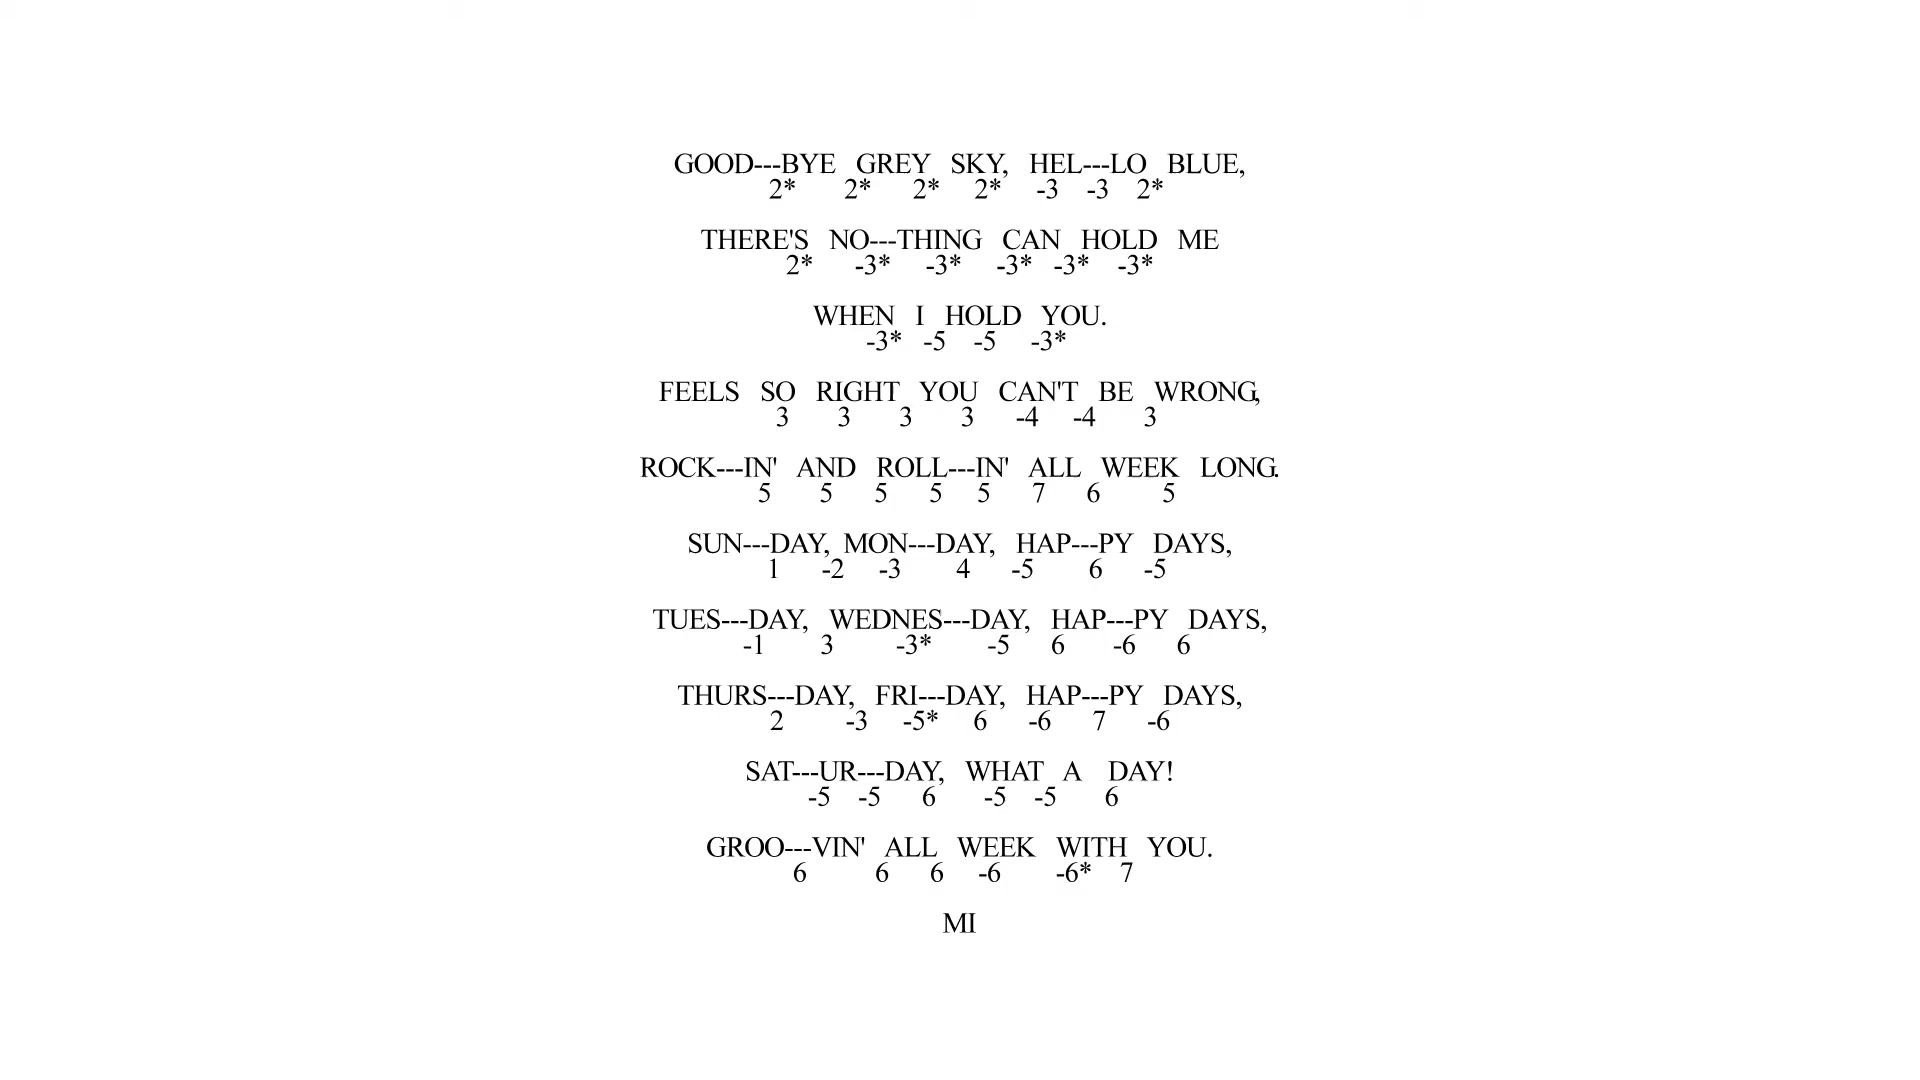 GOOD---BYE GREY SKY, HEL---LO BLUE,
2* 2* 2* 2* -3 -3 2*
THERE'S NO---THING CAN HOLD ME
2* -3* -3* -3* -3* -3*
WHEN I HOLD YOU.
-3* -5 -5 -3*
FEELS SO RIGHT YOU CAN'T BE WRONG,
3 3 3 3 -4 -4 3
ROCK---IN' AND ROLL---IN' ALL WEEK LONG.
5 5 5 5 5 7 6 5
SUN---DAY, MON---DAY, HAP---PY DAYS,
1 -2 -3 4 -5 6 -5
TUES---DAY, WEDNES---DAY, HAP---PY DAYS,
-1 3 -3* -5 6 -6 6
THURS---DAY, FRI---DAY, HAP---PY DAYS,
2 -3 -5* 6 -6 7 -6
SAT---UR---DAY, WHAT A DAY!
-5 -5 6 -5 -5 6
GROO---VIN' ALL WEEK WITH YOU.
6 6 6 -6 -6* 7
MI